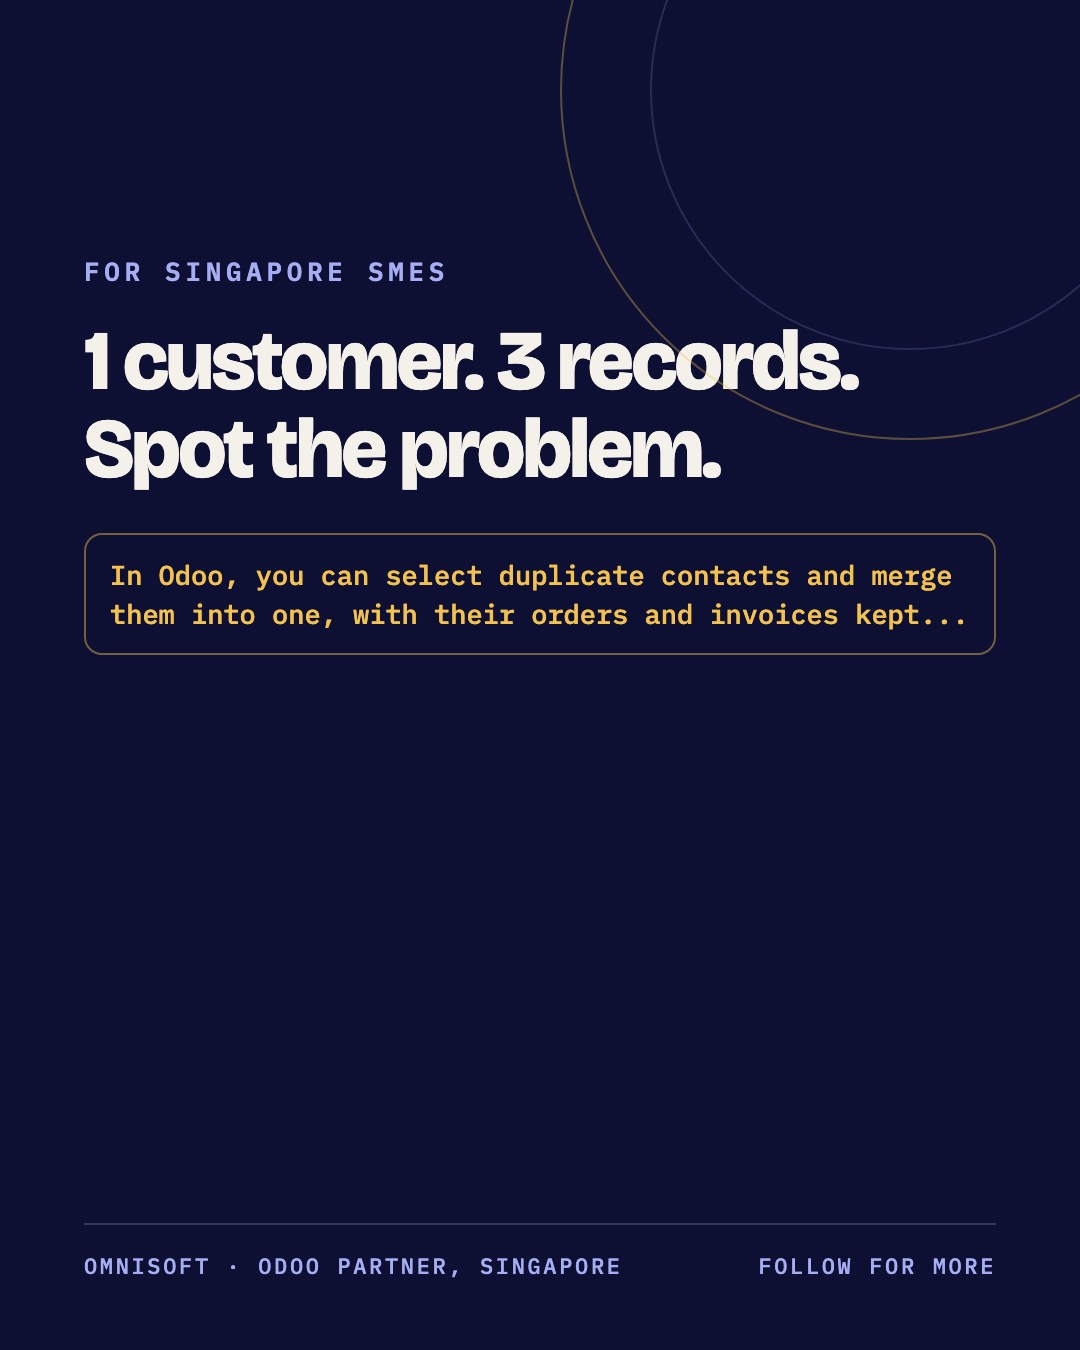 FOR SINGAPORE SMES
1 customer. 3 records.
Spot the problem.
In Odoo, you can select duplicate contacts and merge
them into one, with their orders and invoices kept...
OMNISOFT · ODOO PARTNER, SINGAPORE
FOLLOW FOR MORE